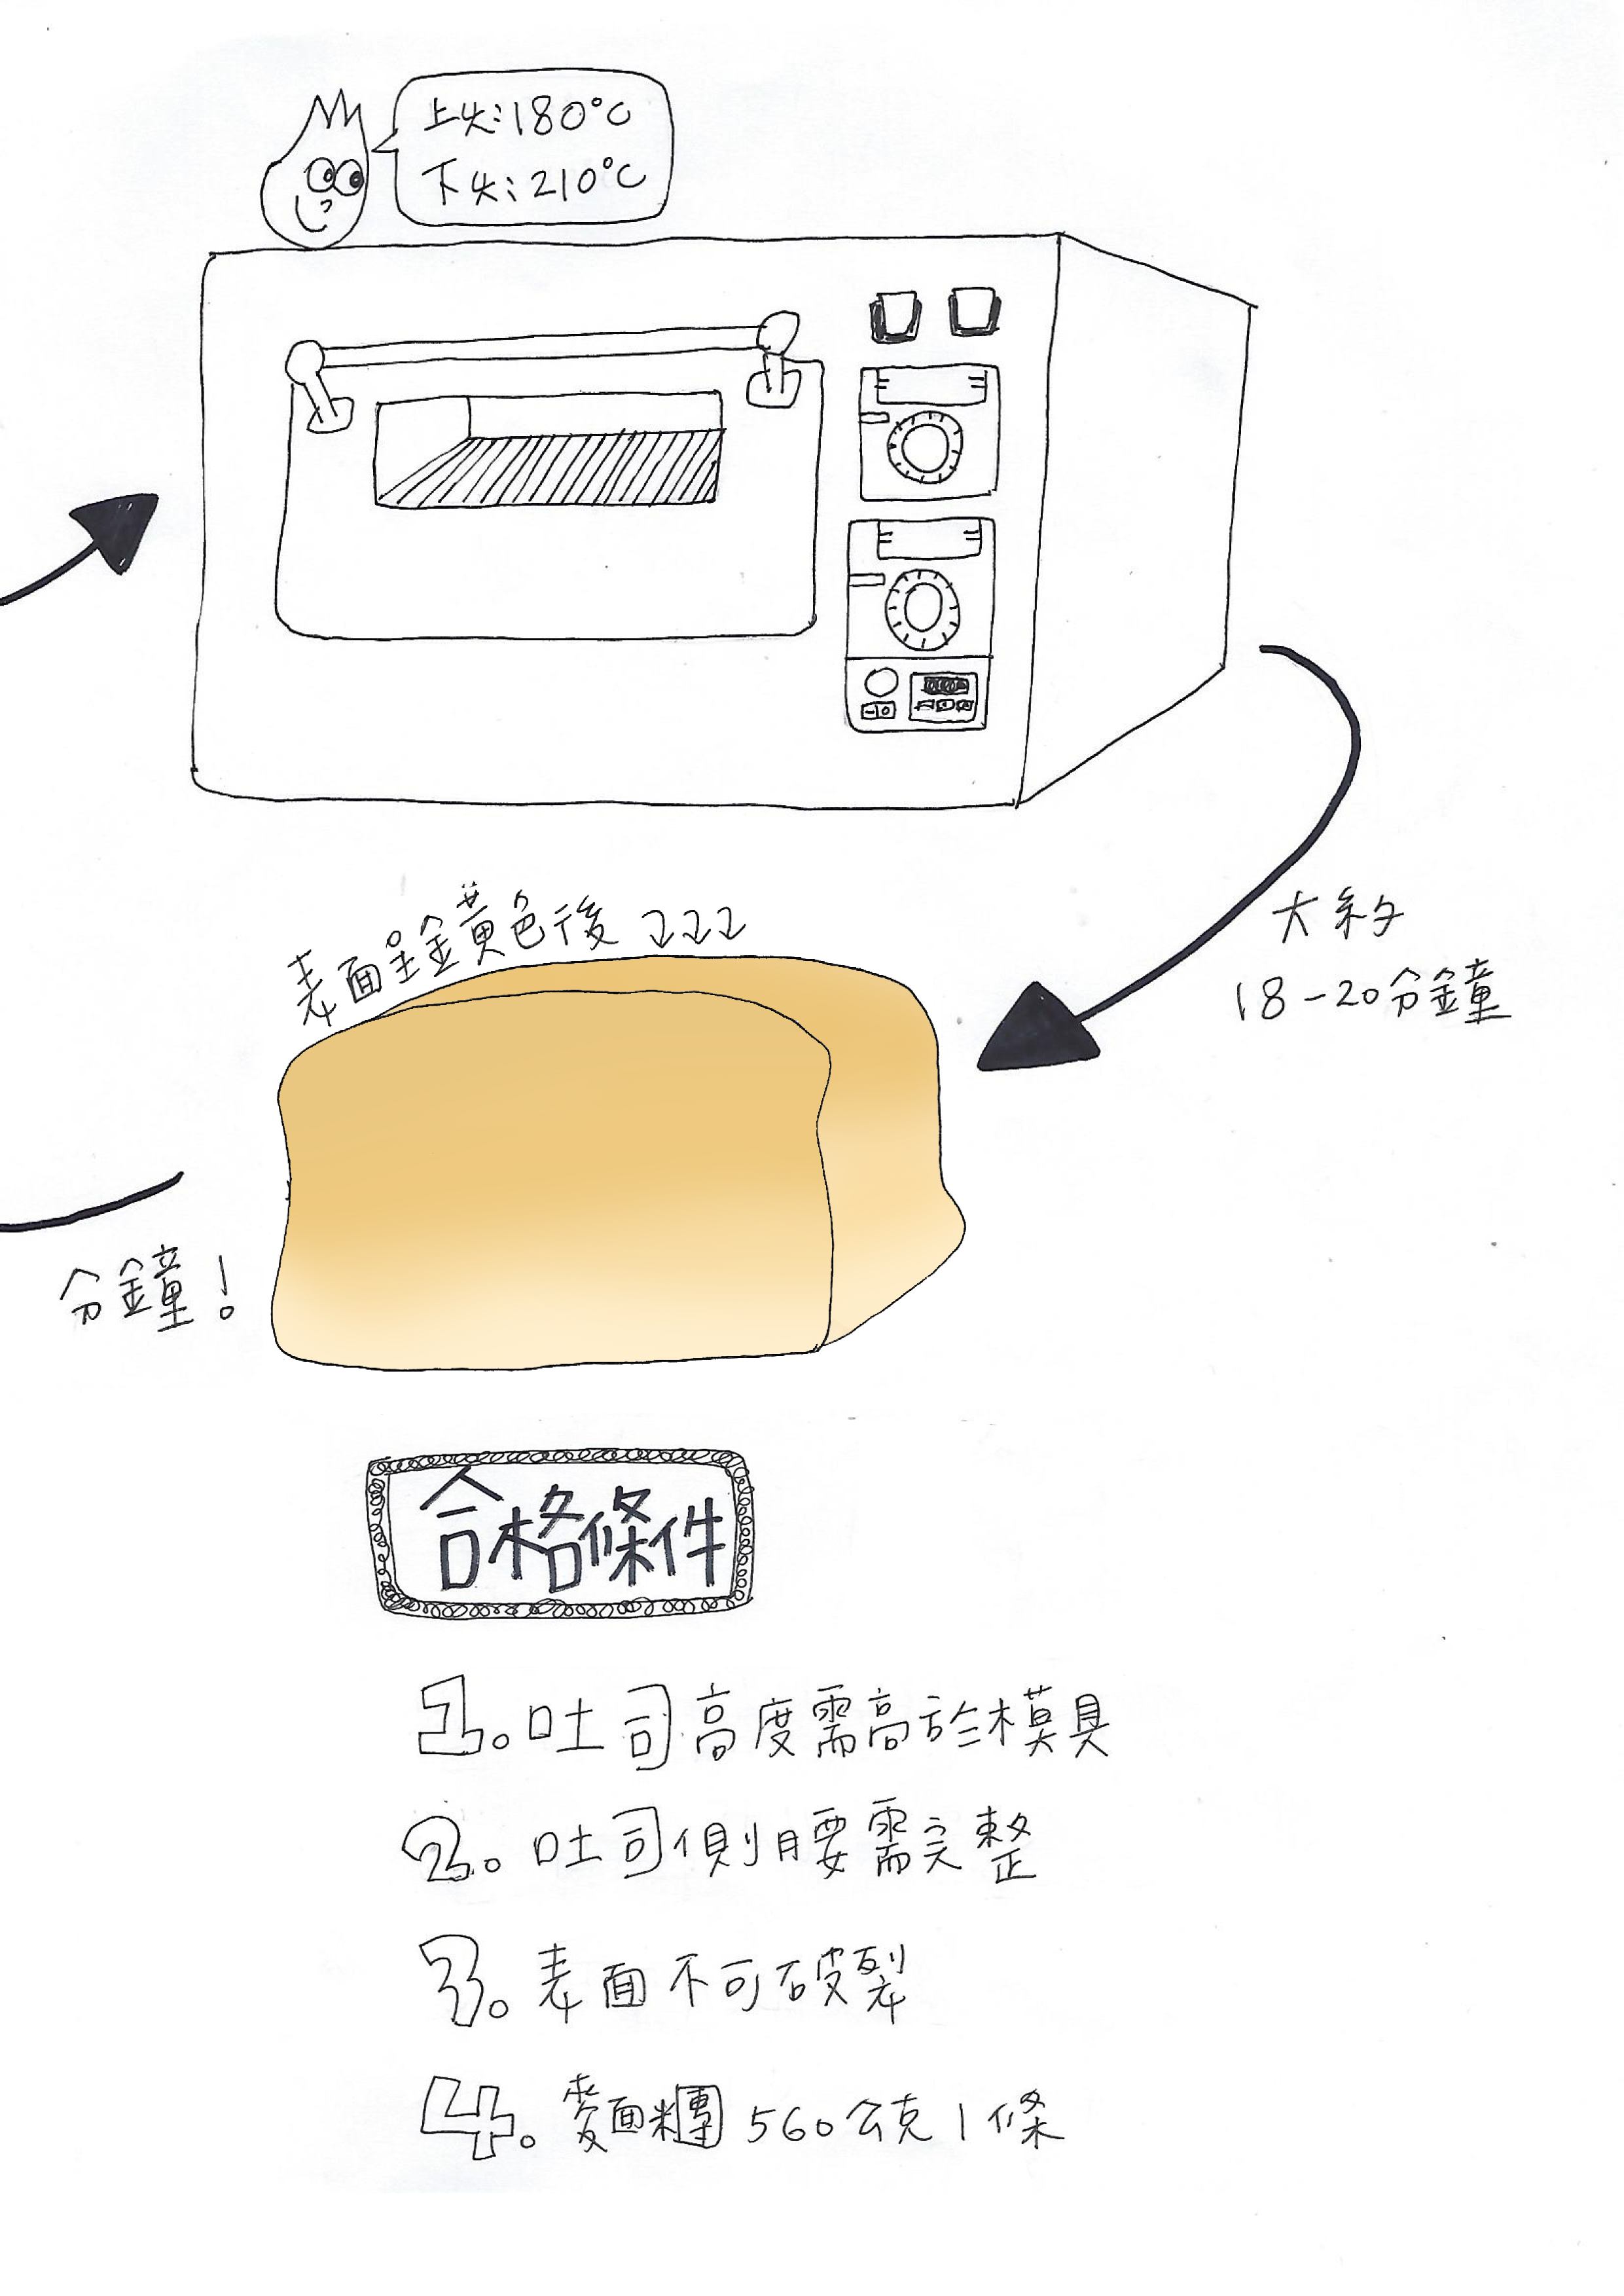 上火：180°C
下火：210°C
大約
18-20分鐘
表面呈金黃色後
分鐘！
合格條件
1. 吐司高度需高於模具
2. 吐司側腰需完整
3. 表面不可破裂
4. 麵糰560公克1條